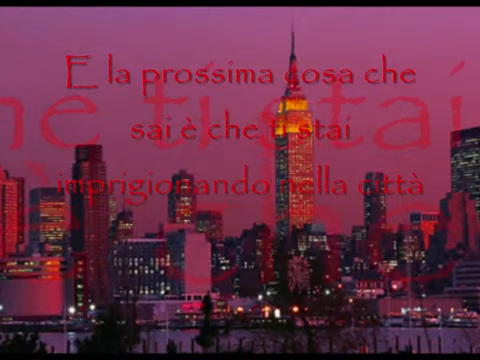 E la prossima cosa che
sai è che ti stai
imprigionando nella città